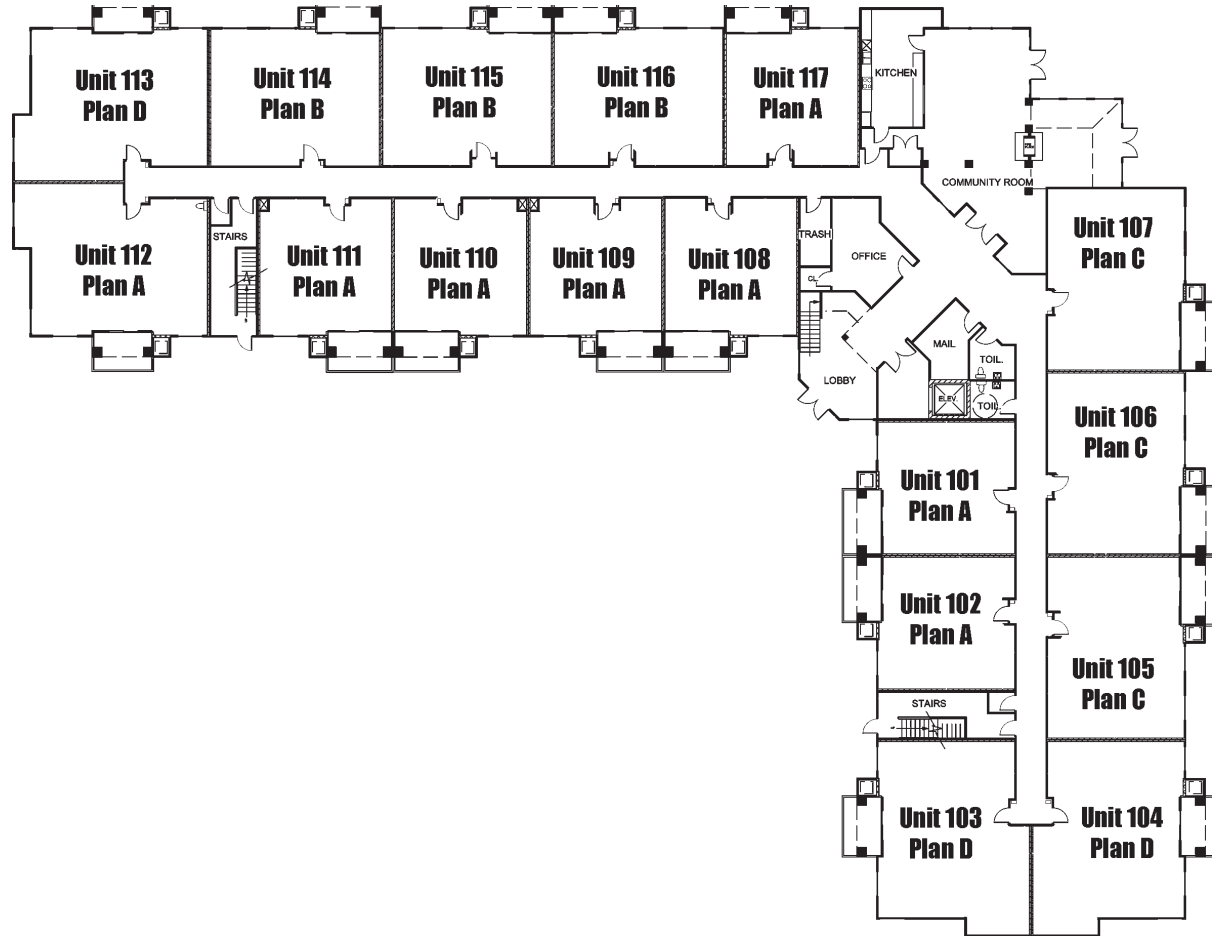 Unit 113
Plan D
Unit 114
Plan B
Unit 115
Plan B
Unit 116
Plan B
Unit 117
Plan A
KITCHEN
COMMUNITY ROOM
Unit 112
Plan A
STAIRS
Unit 111
Plan A
Unit 110
Plan A
Unit 109
Plan A
Unit 108
Plan A
TRASH
OFFICE
CL.
Unit 107
Plan C
MAIL
TOIL.
LOBBY
ELEV.
TOIL.
Unit 106
Plan C
Unit 101
Plan A
Unit 102
Plan A
Unit 105
Plan C
STAIRS
Unit 103
Plan D
Unit 104
Plan D